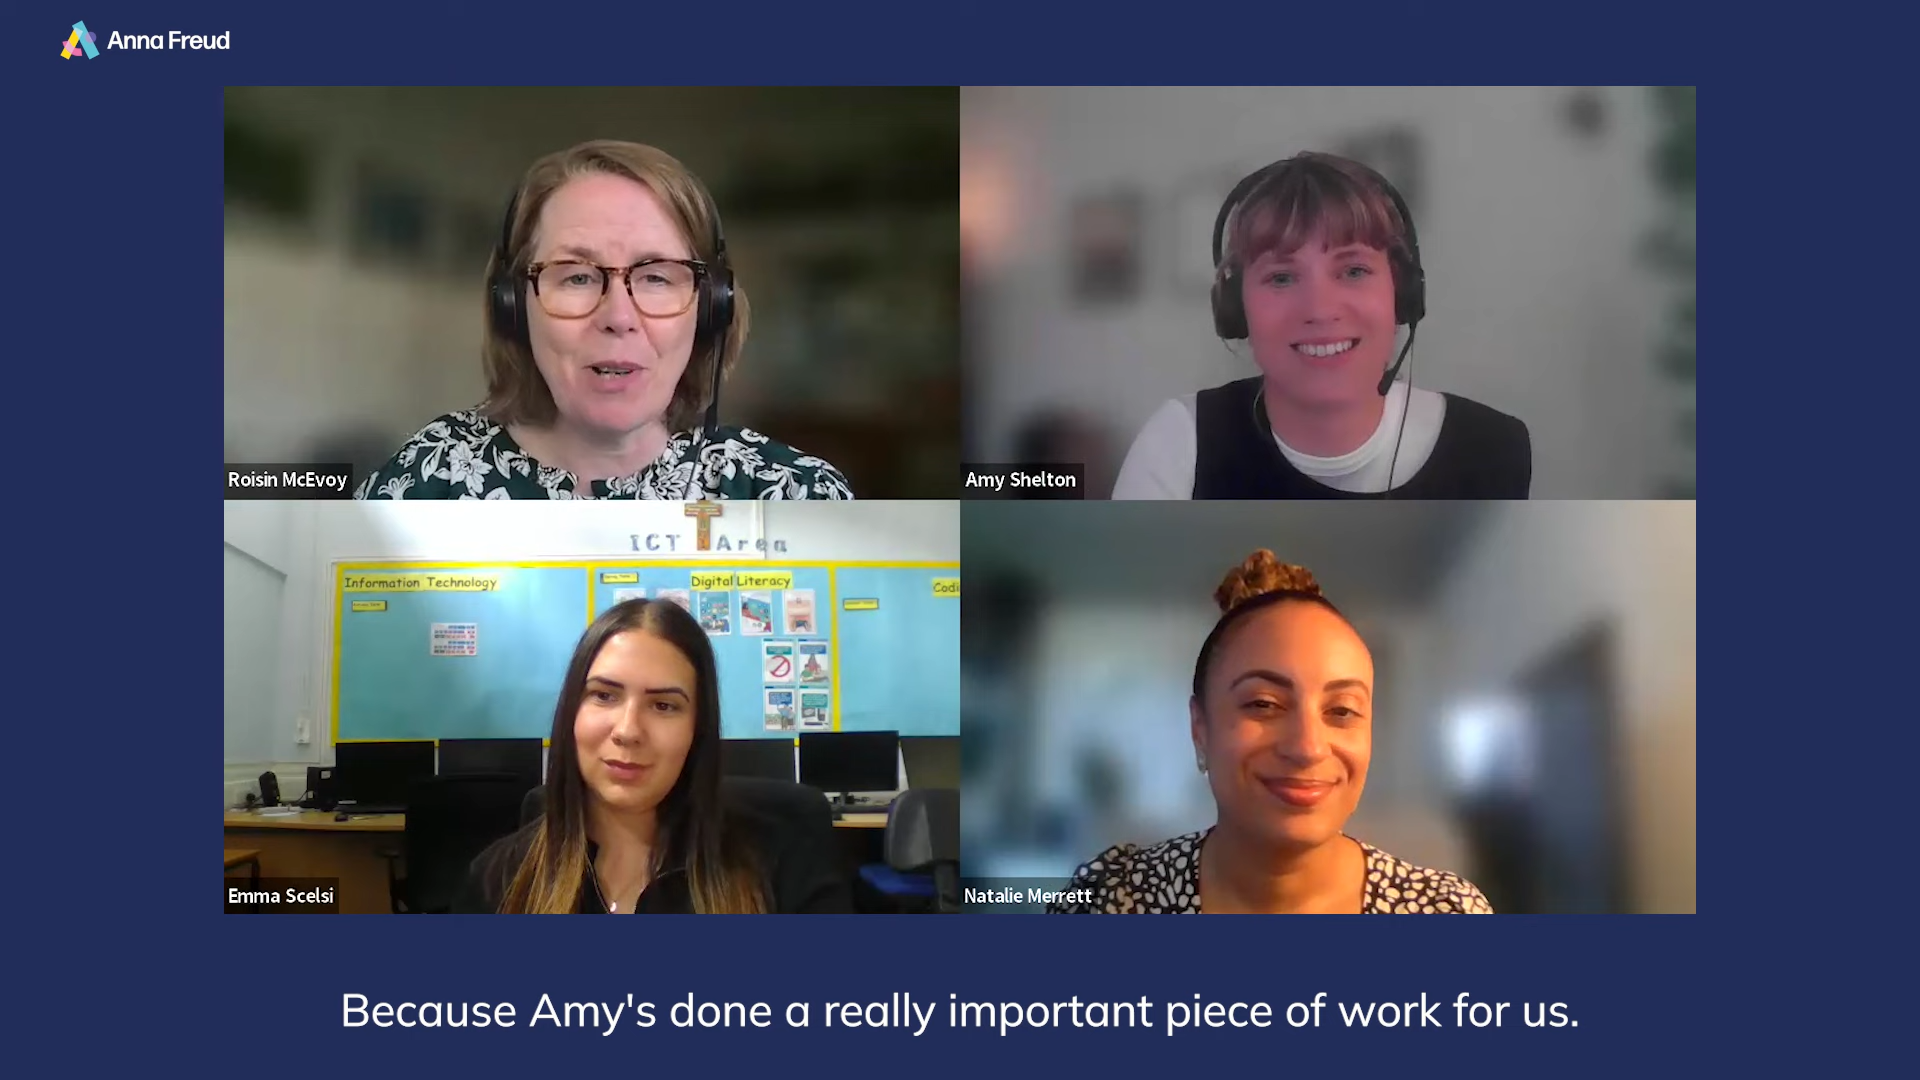 Anna Freud
Roisin McEvoy
Amy Shelton
ICT Area
Information Technology
Digital Literacy
Codi
Emma Scelsi
Natalie Merrett
Because Amy's done a really important piece of work for us.